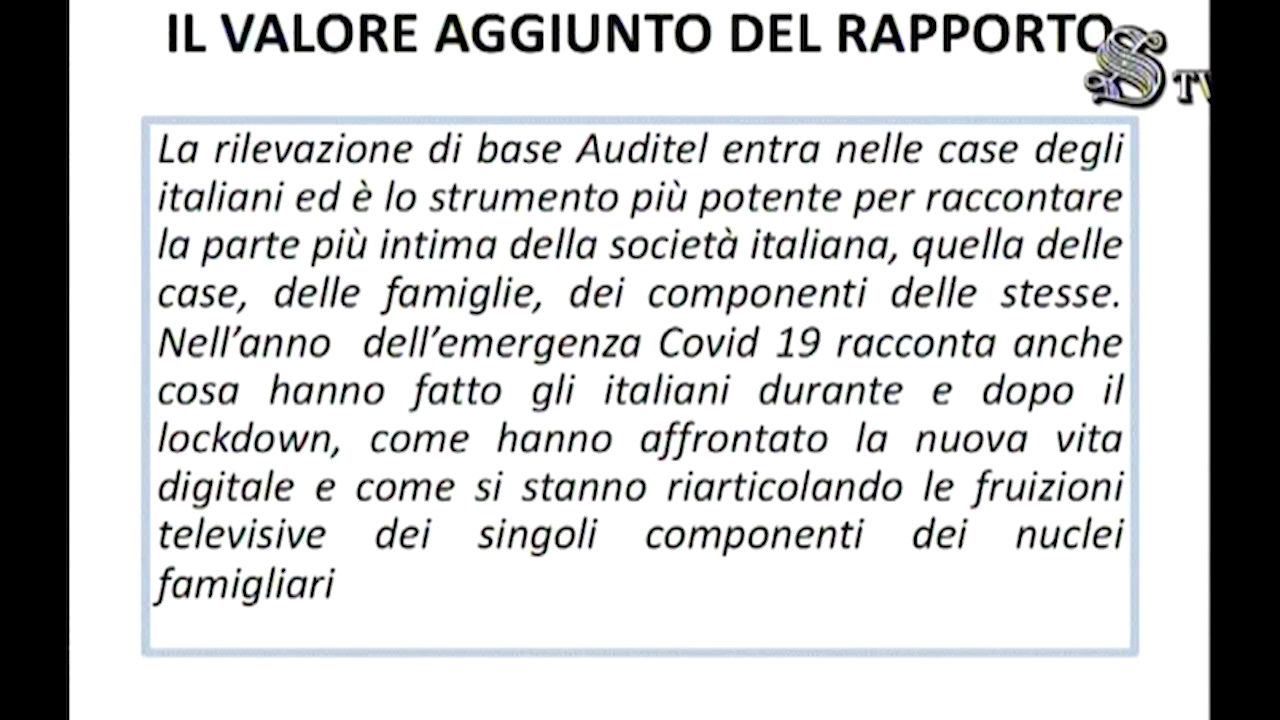 IL VALORE AGGIUNTO DEL RAPPORTO
S TV
La rilevazione di base Auditel entra nelle case degli
italiani ed è lo strumento più potente per raccontare
la parte più intima della società italiana, quella delle
case, delle famiglie, dei componenti delle stesse.
Nell’anno dell’emergenza Covid 19 racconta anche
cosa hanno fatto gli italiani durante e dopo il
lockdown, come hanno affrontato la nuova vita
digitale e come si stanno riarticolando le fruizioni
televisive dei singoli componenti dei nuclei
famigliari